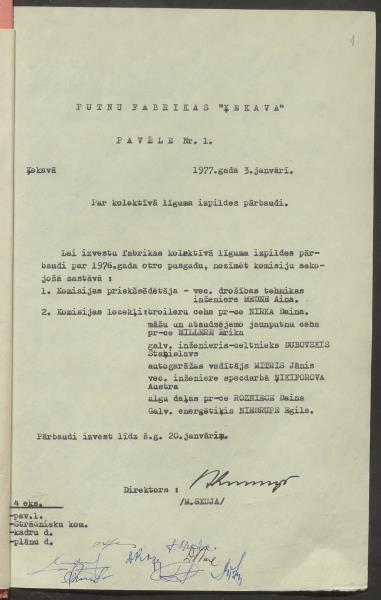 1
PUTNU FABRIKAS "ĶEKAVA"
PAVĒLE Nr. 1.
Ķekavā 1977.gada 3.janvārī.
Par kolektīvā līguma izpildes pārbaudi.
Lai izvestu fabrikas kolektīvā līguma izpildes pār-
baudi par 1976.gada otro pusgadu, nozīmēt komisiju seko-
jošā sastāvā :
1. Komisijas priekšsēdētāja - vec. drošības tehnikas
inženiere MEDNE Aina.
2. Komisijas locekļi: broileru ceha pr-ce NIRKA Daina.
māšu un ataudzējamo jaunputnu ceha
pr-ce MILLERE Ērika
galv. inženieris-celtnieks DUBOVSKIS
Staņislavs
autogarāžas vadītājs MITRIS Jānis
vec. inženiere specdarbā ŅIKIFOROVA
Austra
algu daļas pr-ce ROZNIECE Daina
Galv. enerģētiķis NIEDRUPE Egils.
Pārbaudi izvest līdz š.g. 20.janvārim.
Direktors :
/M.SKUJA/
4 eks.
-pav.l.
-Strādnieku kom.
-kadru d.
-plānu d.